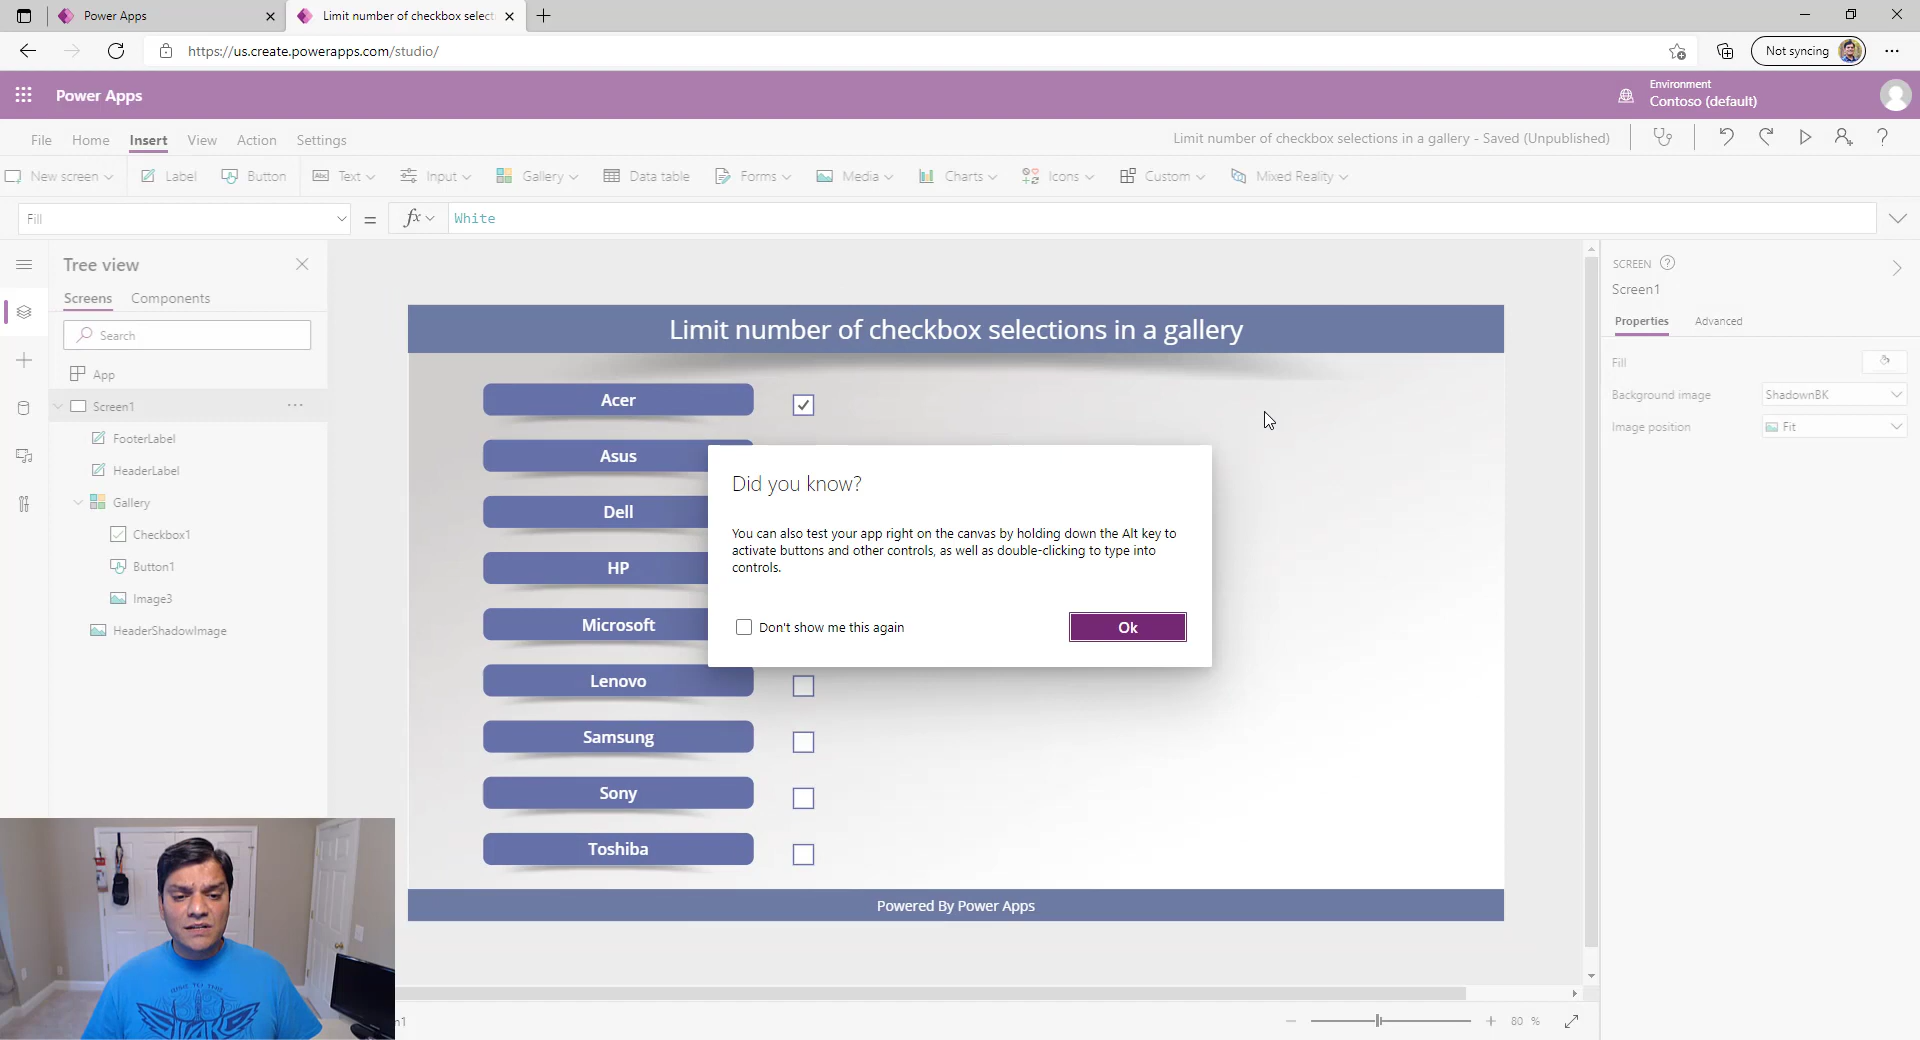 Power Apps
Limit number of checkbox select
https://us.create.powerapps.com/studio/
Not syncing
Power Apps
Environment
Contoso (default)
File Home Insert View Action Settings
Limit number of checkbox selections in a gallery - Saved (Unpublished)
New screen Label Button Text Input Gallery Data table Forms Media Charts Icons Custom Mixed Reality
Fill = fx White
Tree view
Screens Components
Search
App
Screen1
FooterLabel
HeaderLabel
Gallery
Checkbox1
Button1
Image3
HeaderShadowImage
Limit number of checkbox selections in a gallery
Acer
Asus
Dell
HP
Microsoft
Lenovo
Samsung
Sony
Toshiba
Powered By Power Apps
Did you know?
You can also test your app right on the canvas by holding down the Alt key to
activate buttons and other controls, as well as double-clicking to type into
controls.
Don't show me this again
Ok
SCREEN
Screen1
Properties Advanced
Fill
Background image ShadownBK
Image position Fit
80 %